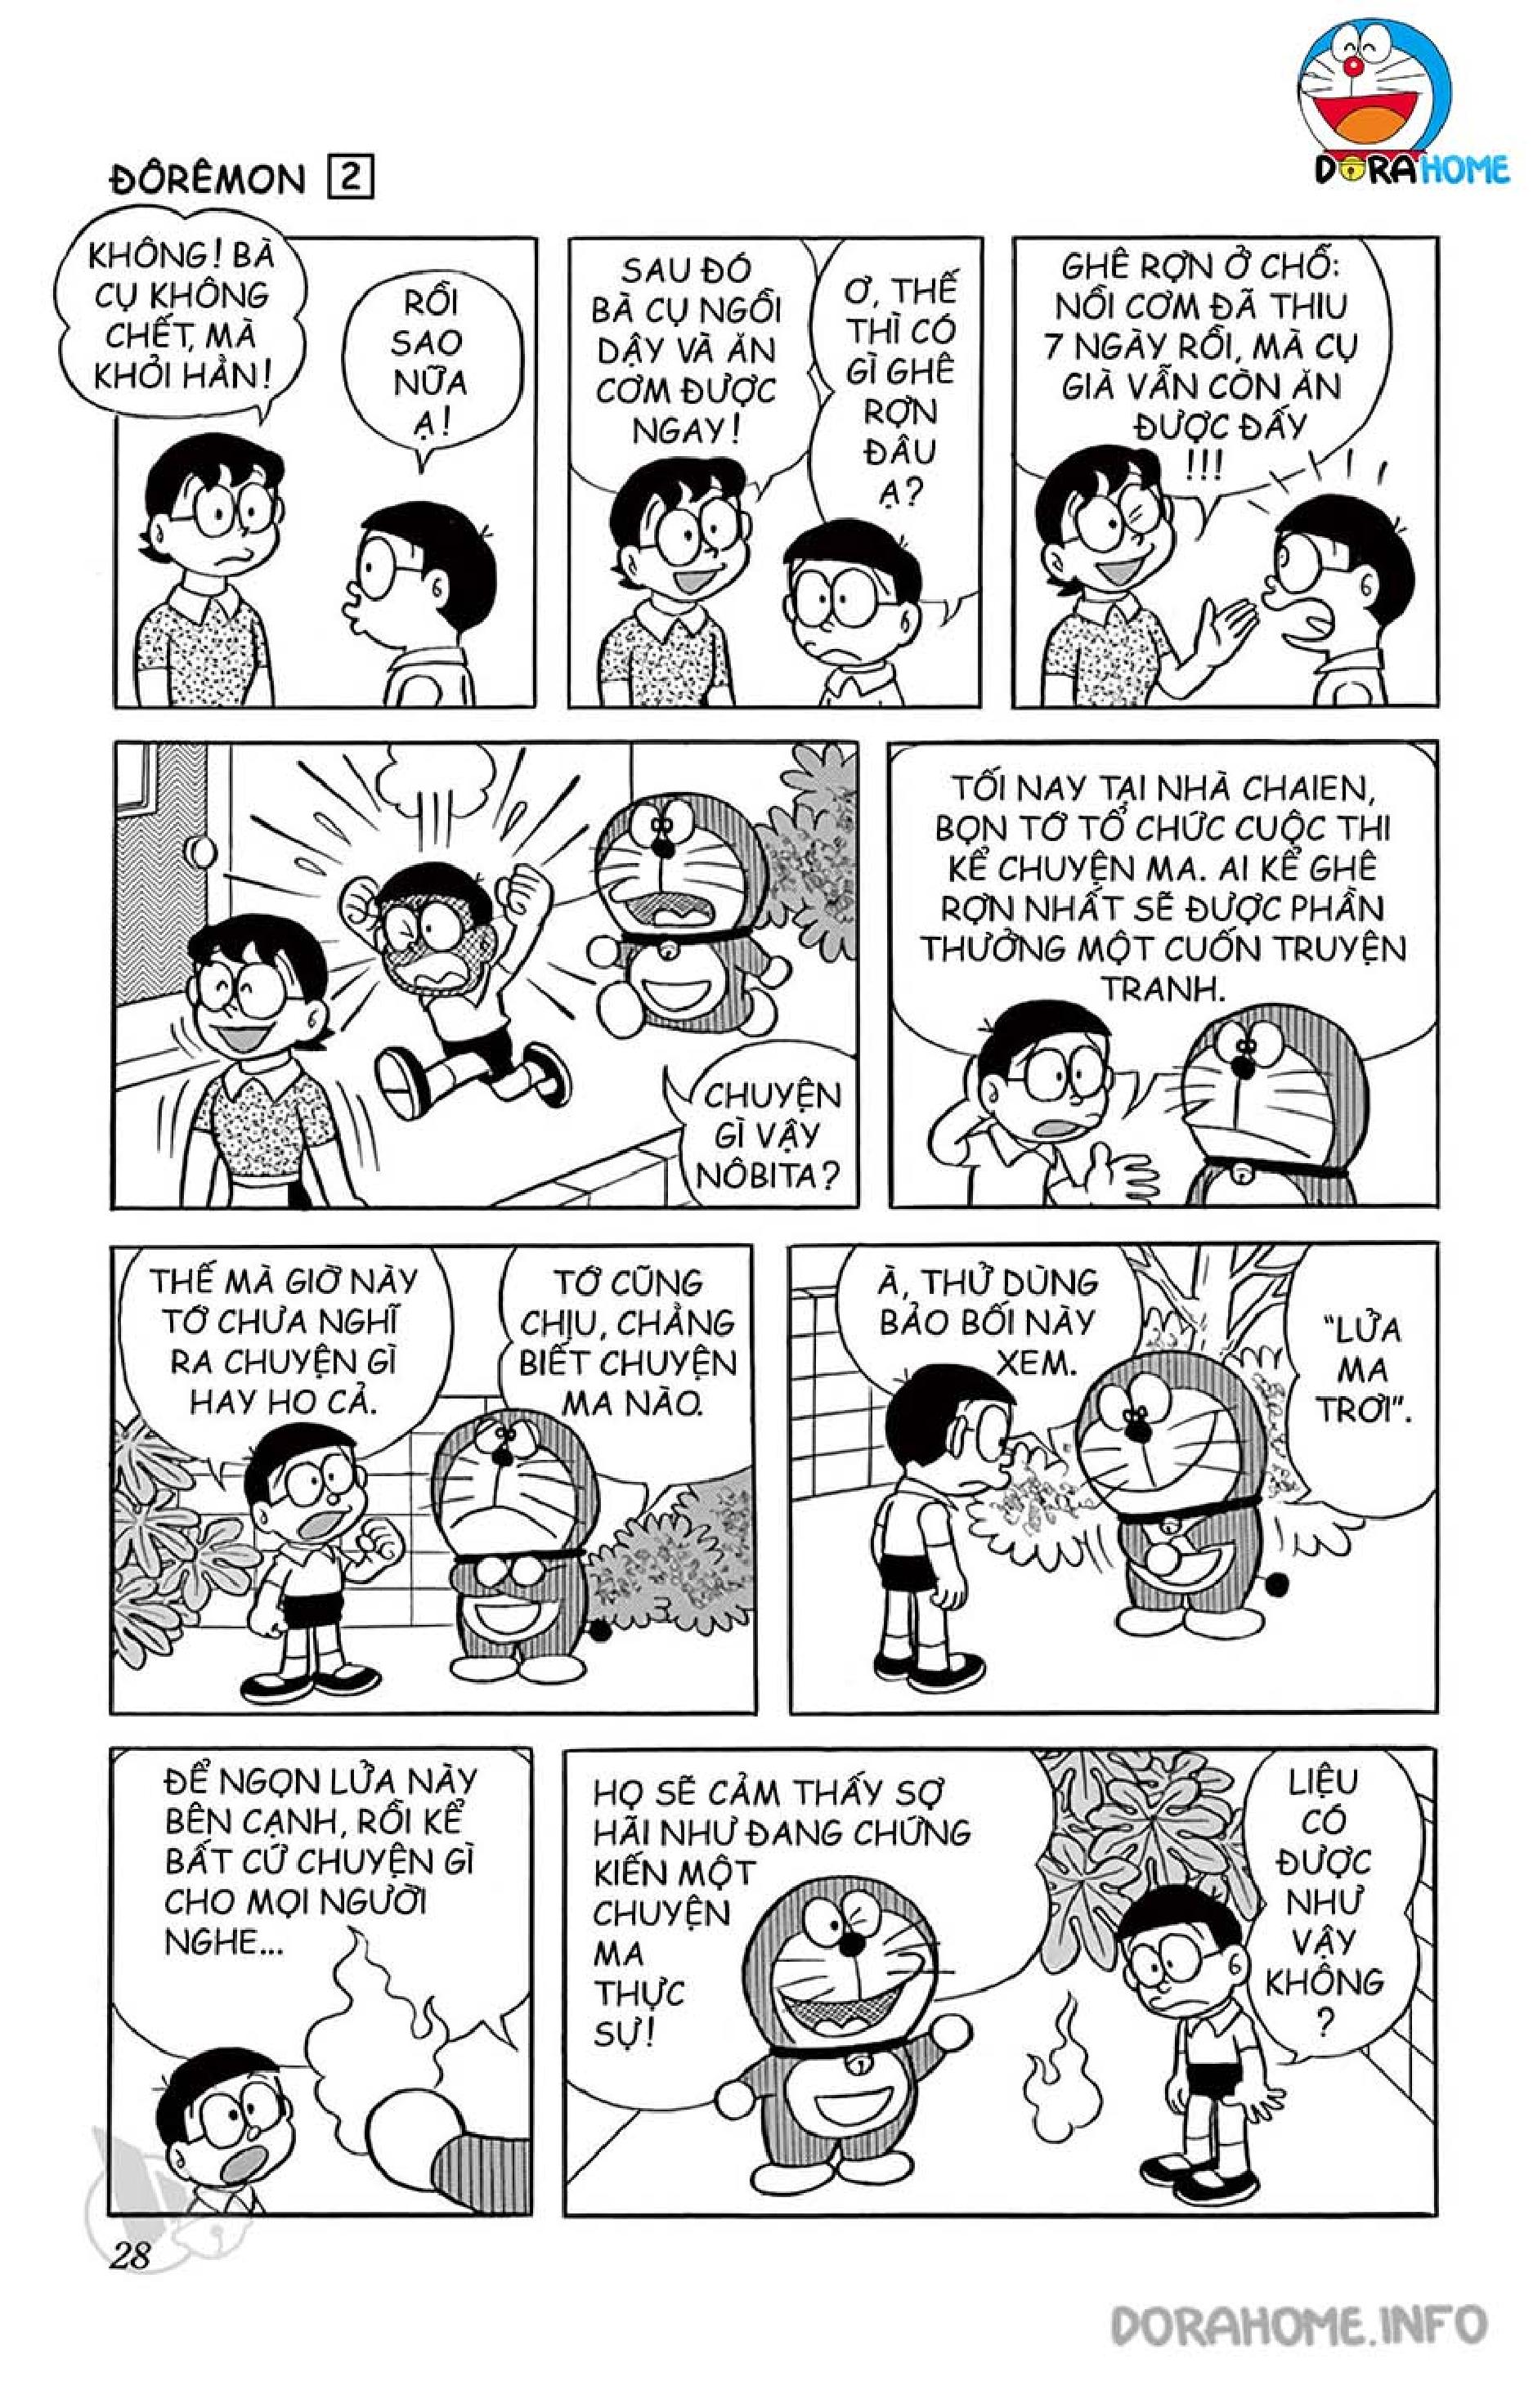 DORAHOME
ĐÔRÊMON 2
KHÔNG! BÀ
CỤ KHÔNG
CHẾT, MÀ
KHỎI HẲN!
RỒI
SAO
NỮA
Ạ!
SAU ĐÓ
BÀ CỤ NGỒI
DẬY VÀ ĂN
CƠM ĐƯỢC
NGAY!
Ơ, THẾ
THÌ CÓ
GÌ GHÊ
RỢN
ĐÂU
Ạ?
GHÊ RỢN Ở CHỖ:
NỒI CƠM ĐÃ THIU
7 NGÀY RỒI, MÀ CỤ
GIÀ VẪN CÒN ĂN
ĐƯỢC ĐẤY
!!!
CHUYỆN
GÌ VẬY
NÔBITA?
TỐI NAY TẠI NHÀ CHAIEN,
BỌN TỚ TỔ CHỨC CUỘC THI
KỂ CHUYỆN MA. AI KỂ GHÊ
RỢN NHẤT SẼ ĐƯỢC PHẦN
THƯỞNG MỘT CUỐN TRUYỆN
TRANH.
THẾ MÀ GIỜ NÀY
TỚ CHƯA NGHĨ
RA CHUYỆN GÌ
HAY HO CẢ.
TỚ CŨNG
CHỊU, CHẲNG
BIẾT CHUYỆN
MA NÀO.
À, THỬ DÙNG
BẢO BỐI NÀY
XEM.
“LỬA
MA
TRƠI”.
ĐỂ NGỌN LỬA NÀY
BÊN CẠNH, RỒI KỂ
BẤT CỨ CHUYỆN GÌ
CHO MỌI NGƯỜI
NGHE...
HỌ SẼ CẢM THẤY SỢ
HÃI NHƯ ĐANG CHỨNG
KIẾN MỘT
CHUYỆN
MA
THỰC
SỰ!
LIỆU
CÓ
ĐƯỢC
NHƯ
VẬY
KHÔNG
?
28
DORAHOME.INFO